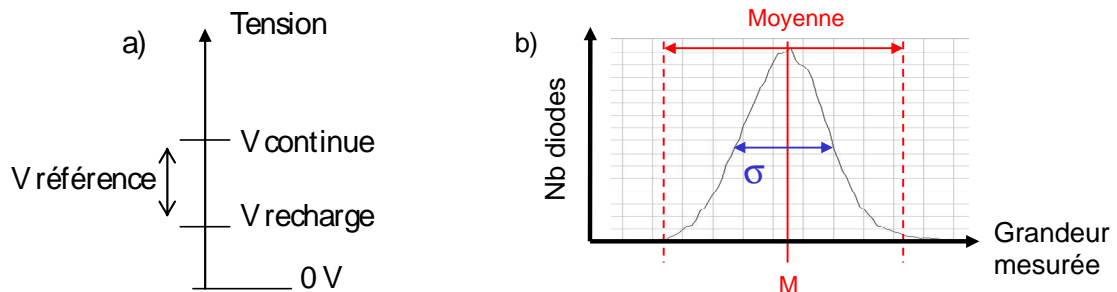 a)
Tension
V continue
V référence
V recharge
0 V
b)
Moyenne
Nb diodes
σ
Grandeur
mesurée
M